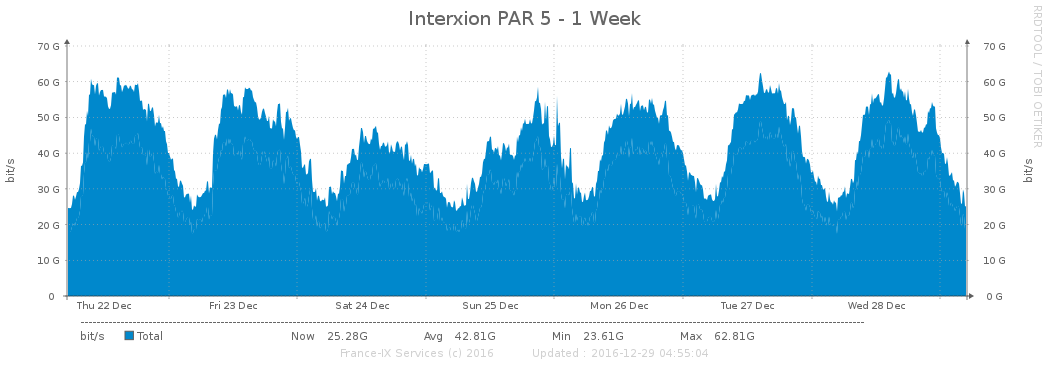 Interxion PAR 5 - 1 Week
RRDTOOL / TOBI OETIKER
bit/s
70 G 70 G
60 G 60 G
50 G 50 G
40 G 40 G
30 G 30 G
20 G 20 G
10 G 10 G
0 0 G
bit/s
Thu 22 Dec Fri 23 Dec Sat 24 Dec Sun 25 Dec Mon 26 Dec Tue 27 Dec Wed 28 Dec
bit/s Total Now 25.28G Avg 42.81G Min 23.61G Max 62.81G
France-IX Services (c) 2016 Updated : 2016-12-29 04:55:04